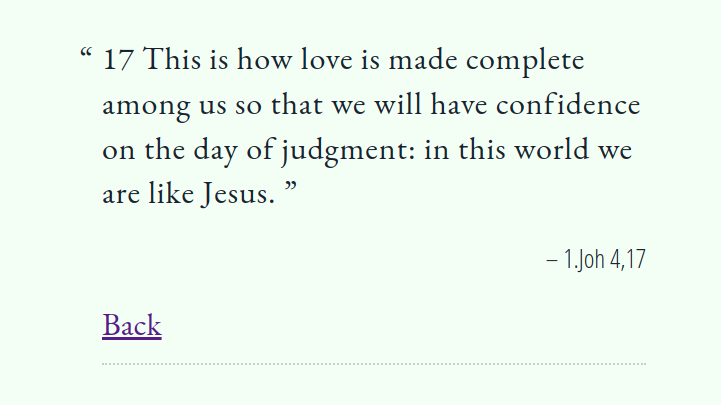 “ 17 This is how love is made complete
among us so that we will have confidence
on the day of judgment: in this world we
are like Jesus. ”
– 1.Joh 4,17
Back